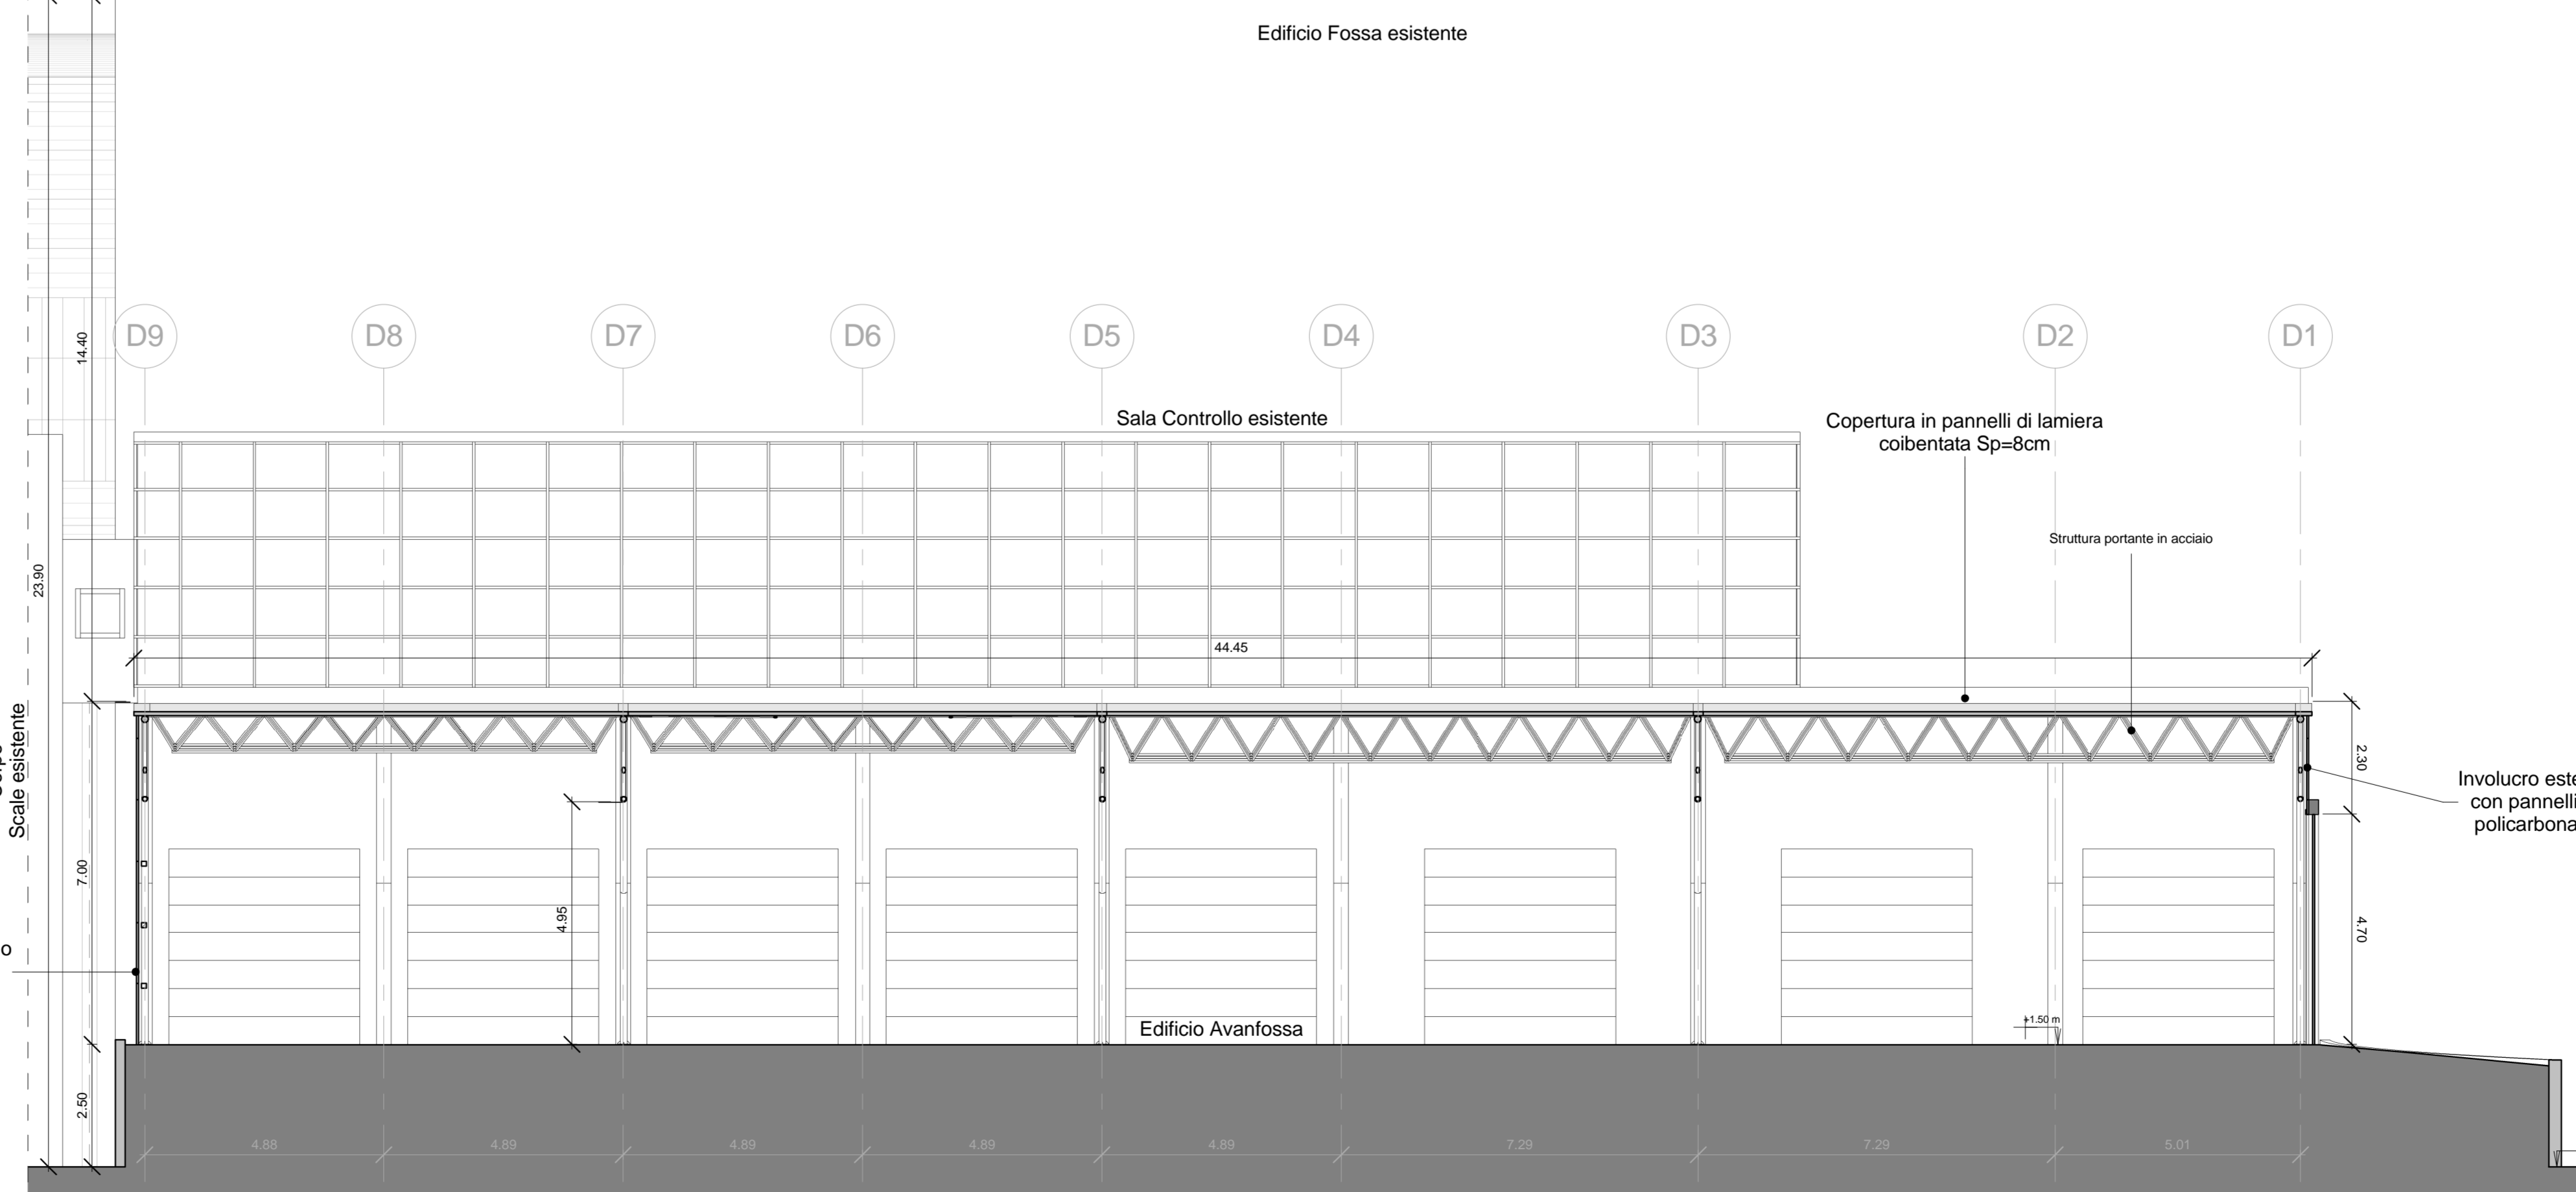 Edificio Fossa esistente
14.40
D9
D8
D7
D6
D5
D4
D3
D2
D1
Sala Controllo esistente
Copertura in pannelli di lamiera
coibentata Sp=8cm
Struttura portante in acciaio
23.90
44.45
Scale esistente
2.30
Involucro
con pannelli
7.00
4.95
4.70
o
Edificio Avanfossa
+1.50 m
2.50
4.88
4.89
4.89
4.89
4.89
7.29
7.29
5.01